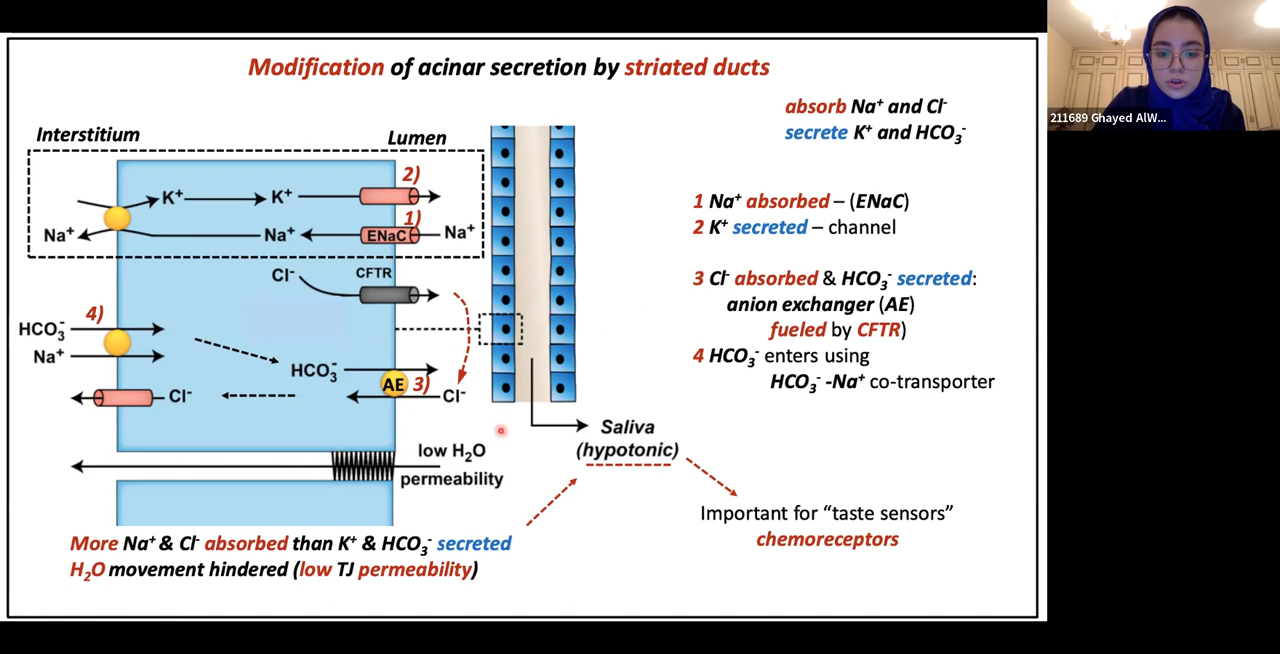 Modification of acinar secretion by striated ducts
absorb Na⁺ and Cl⁻
secrete K⁺ and HCO₃⁻
211689 Ghayed AlW...
Interstitium
Lumen
2)
K⁺
K⁺
1)
Na⁺
Na⁺
ENaC
Na⁺
Cl⁻
CFTR
4)
HCO₃⁻
Na⁺
HCO₃⁻
AE 3)
Cl⁻
Cl⁻
low H₂O
permeability
1 Na⁺ absorbed – (ENaC)
2 K⁺ secreted – channel
3 Cl⁻ absorbed & HCO₃⁻ secreted:
anion exchanger (AE)
fueled by CFTR)
4 HCO₃⁻ enters using
HCO₃⁻ -Na⁺ co-transporter
Saliva
(hypotonic)
Important for “taste sensors”
chemoreceptors
More Na⁺ & Cl⁻ absorbed than K⁺ & HCO₃⁻ secreted
H₂O movement hindered (low TJ permeability)